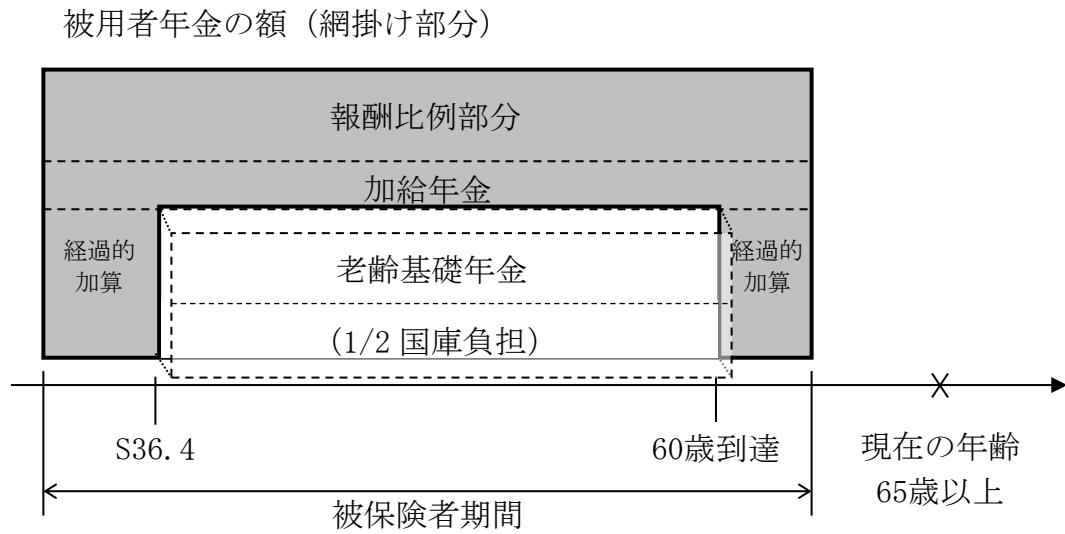 被用者年金の額（網掛け部分）
報酬比例部分
加給年金
経過的
加算
老齢基礎年金
(1/2 国庫負担)
経過的
加算
S36.4
60歳到達
現在の年齢
65歳以上
被保険者期間